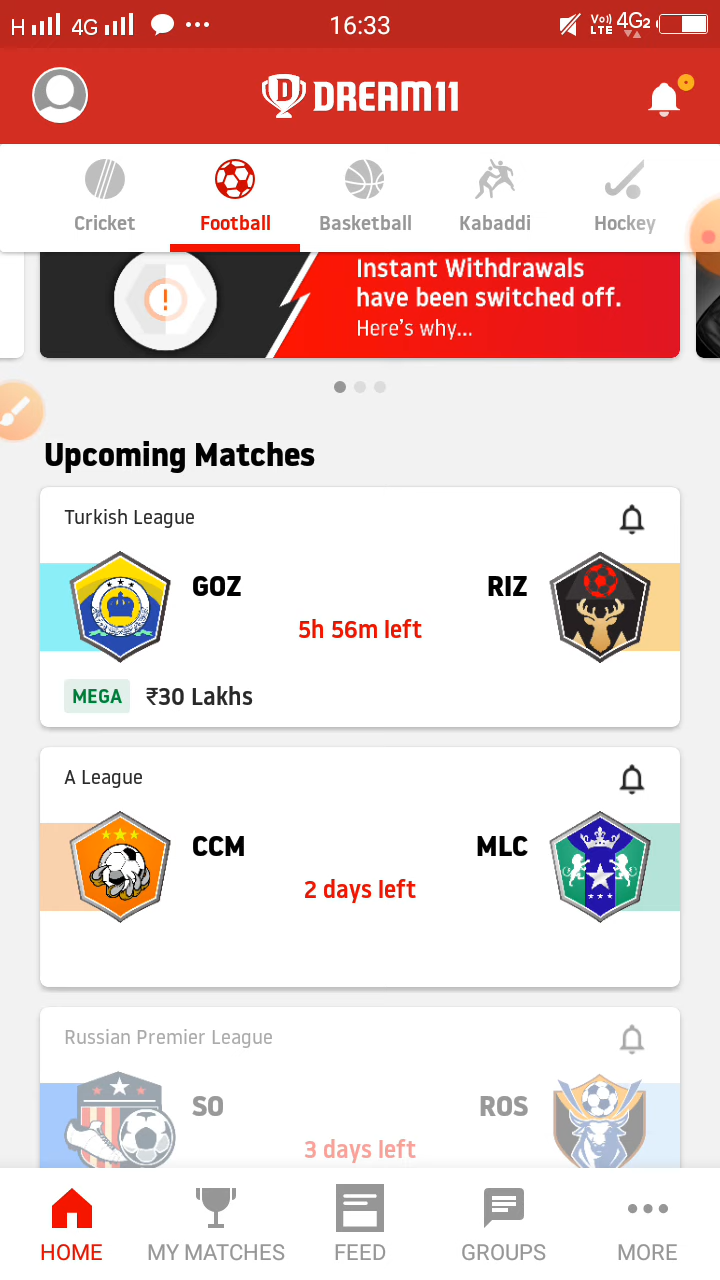 H 4G 16:33 Vo)) LTE 4G2
DREAM11
Cricket Football Basketball Kabaddi Hockey
Instant Withdrawals
have been switched off.
Here's why...
Upcoming Matches
Turkish League
GOZ RIZ
5h 56m left
MEGA ₹30 Lakhs
A League
CCM MLC
2 days left
Russian Premier League
SO ROS
3 days left
HOME MY MATCHES FEED GROUPS MORE